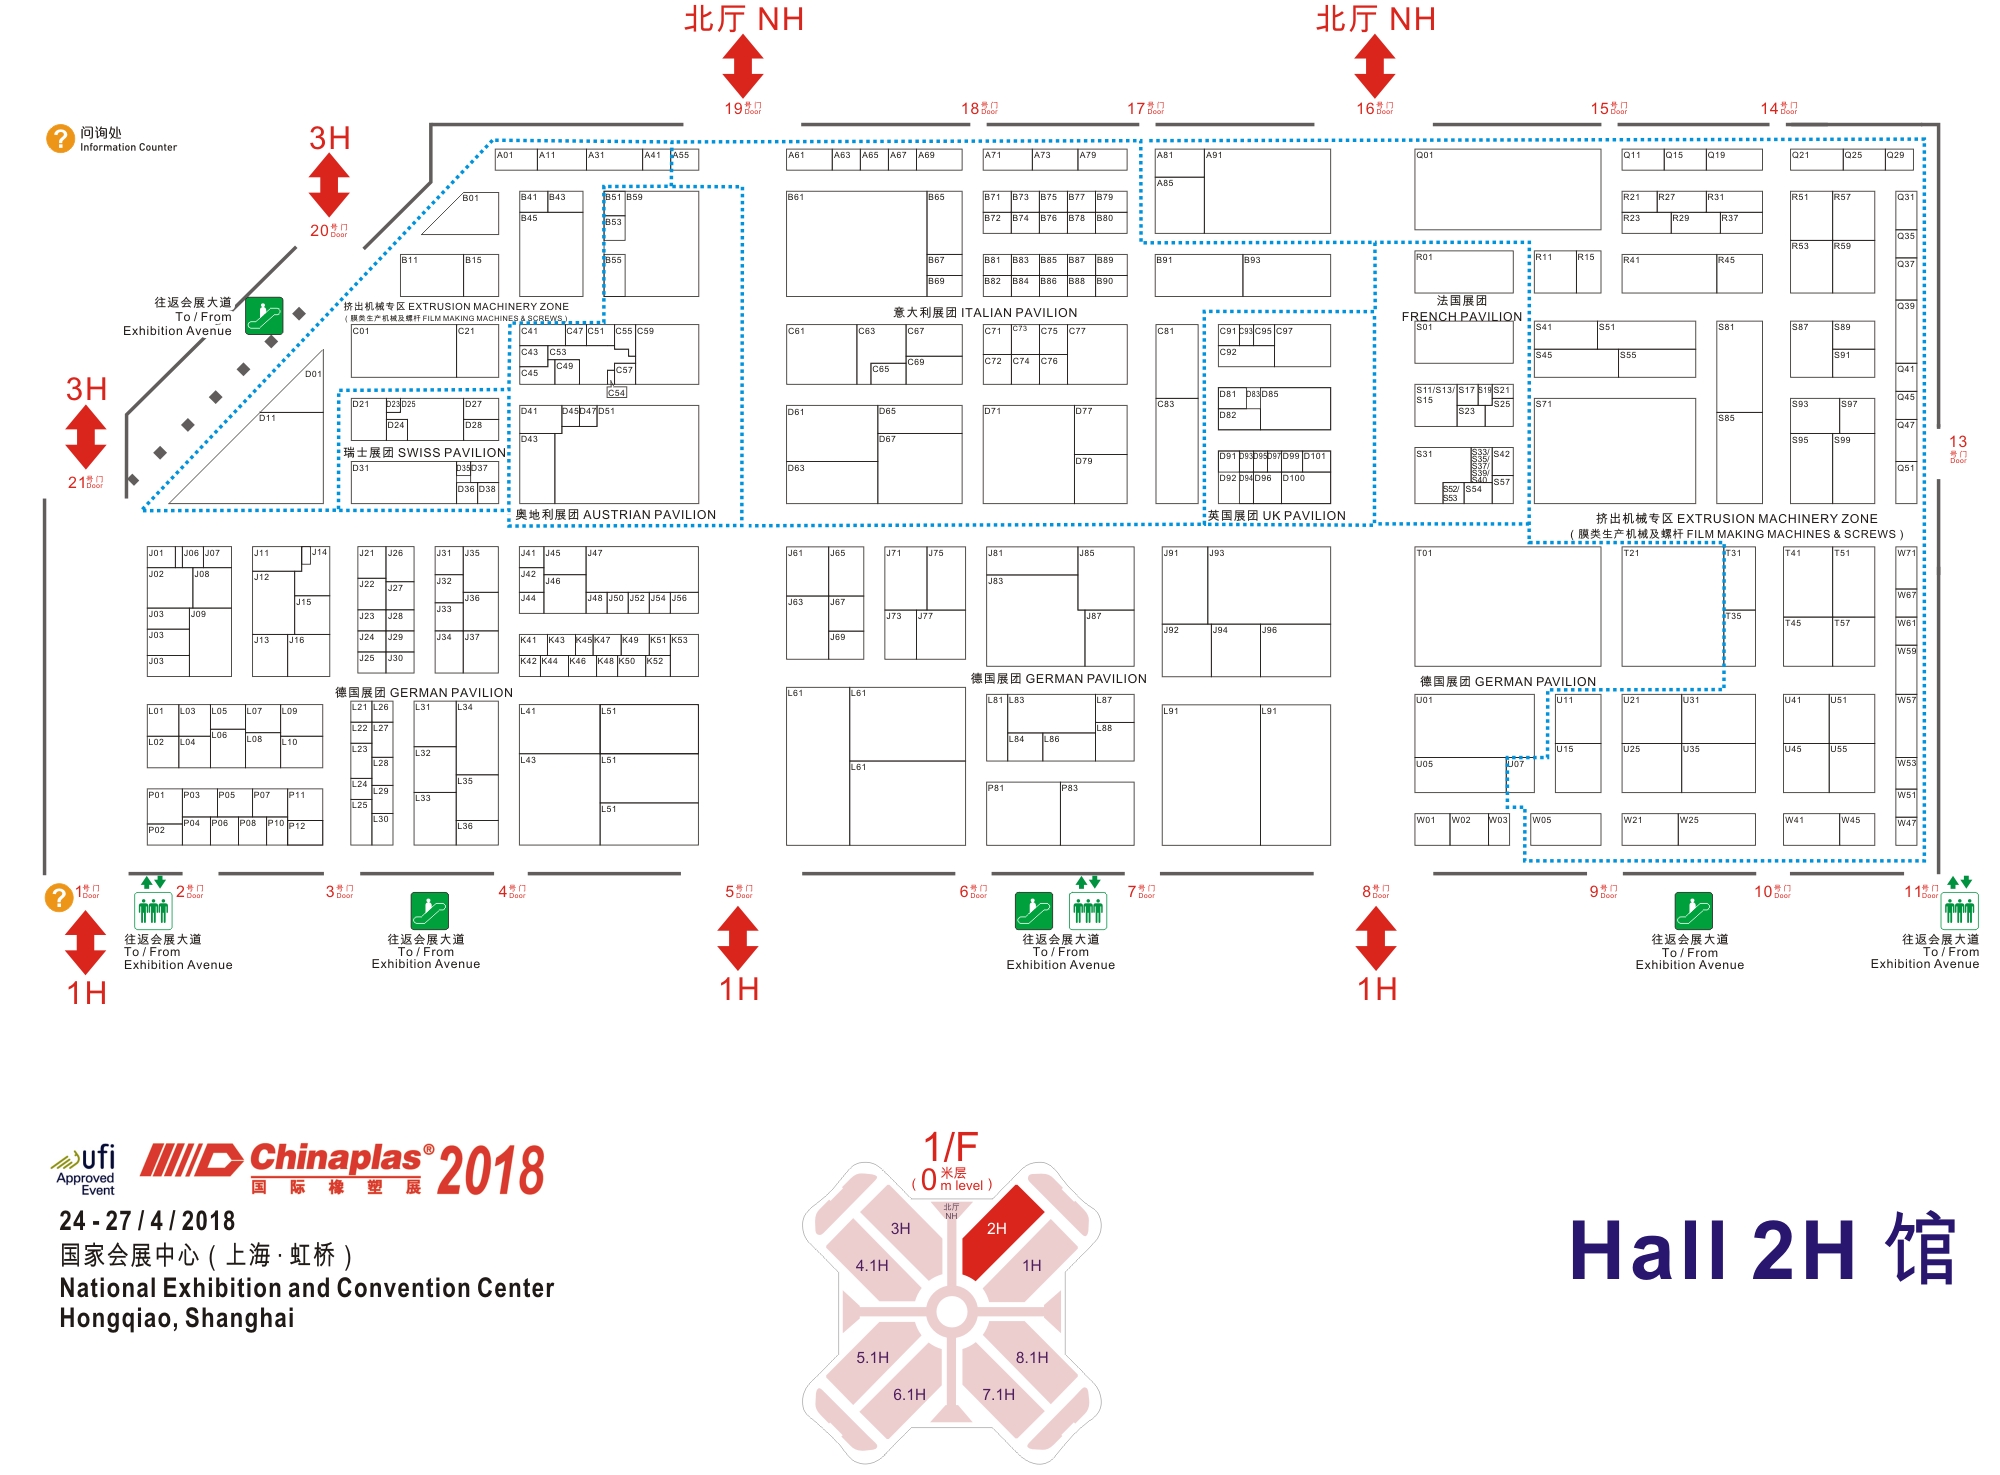 北厅 NH
北厅 NH
19号门 Door
18号门 Door
17号门 Door
16号门 Door
15号门 Door
14号门 Door
问询处
Information Counter
3H
20号门 Door
往返会展大道
To / From
Exhibition Avenue
3H
21号门 Door
13号门 Door
A01 A11 A31 A41 A55 A61 A63 A65 A67 A69 A71 A73 A79 A81 A91 Q01 Q11 Q15 Q19 Q21 Q25 Q29
A85
B01 B41 B43 B51 B59 B61 B65 B71 B73 B75 B77 B79 R21 R27 R31 R51 R57 Q31
B45 B53 B72 B74 B76 B78 B80 R23 R29 R37
Q35
B11 B15 B55 B67 B81 B83 B85 B87 B89 B91 B93 R01 R11 R15 R41 R45 R53 R59 Q37
B69 B82 B84 B86 B88 B90
挤出机械专区 EXTRUSION MACHINERY ZONE
( 膜类生产机械及螺杆 FILM MAKING MACHINES & SCREWS )
意大利展团 ITALIAN PAVILION
法国展团
FRENCH PAVILION
Q39
C01 C21 C41 C47 C51 C55 C59 C61 C63 C67 C71 C73 C75 C77 C81 C91 C93 C95 C97 S01 S41 S51 S81 S87 S89
C43 C53 C92 S45 S55 S91
C45 C49 C57 C65 C69 C72 C74 C76 Q41
C54
D01 D11
D21 D23 D25 D27 D81 D83 D85 S11/S13/ S17 S19 S21
S15 S23 S25
D24 D28 D82
D41 D45 D47 D51 D61 D65 D71 D77 C83 S71 S85 S93 S97 Q45
Q47
D43 D67 S95 S99
瑞士展团 SWISS PAVILION
D31 D35 D37 D63 D79 D91 D93 D95 D97 D99 D101 S31 S33/ S42 Q51
S35/
S37/
S39/
S40
D36 D38 D92 D94 D96 D100 S52/ S54 S57
S53
奥地利展团 AUSTRIAN PAVILION
英国展团 UK PAVILION
挤出机械专区 EXTRUSION MACHINERY ZONE
( 膜类生产机械及螺杆 FILM MAKING MACHINES & SCREWS )
J01 J06 J07 J11 J14 J21 J26 J31 J35 J41 J45 J47 J61 J65 J71 J75 J81 J85 J91 J93 T01 T21 T31 T41 T51 W71
J02 J08 J12 J22 J27 J32 J42 J46 J83
J15 J36 J44 J48 J50 J52 J54 J56 J63 J67 W67
J03 J09 J23 J28 J33 J73 J77 J87 T35 T45 T57 W61
J03 J13 J16 J24 J29 J34 J37 J69 J92 J94 J96
K41 K43 K45 K47 K49 K51 K53
J03 J25 J30 K42 K44 K46 K48 K50 K52 W59
德国展团 GERMAN PAVILION
德国展团 GERMAN PAVILION
德国展团 GERMAN PAVILION
L01 L03 L05 L07 L09 L21 L26 L31 L34 L41 L51 L61 L61 L81 L83 L87 L91 L91 U01 U11 U21 U31 U41 U51 W57
L02 L04 L06 L08 L10 L22 L27 L32 L84 L86 L88
L23 L28 L43 L51 L61 U05 U07 U15 U25 U35 U45 U55 W53
P01 P03 P05 P07 P11 L24 L29 L33 L35 P81 P83 W51
P02 P04 P06 P08 P10 P12 L25 L30 L36 L51 W01 W02 W03 W05 W21 W25 W41 W45 W47
1号门 Door
2号门 Door
3号门 Door
4号门 Door
5号门 Door
6号门 Door
7号门 Door
8号门 Door
9号门 Door
10号门 Door
11号门 Door
往返会展大道
To / From
Exhibition Avenue
往返会展大道
To / From
Exhibition Avenue
往返会展大道
To / From
Exhibition Avenue
往返会展大道
To / From
Exhibition Avenue
往返会展大道
To / From
Exhibition Avenue
1H
1H
1H
ufi
Approved
Event
Chinaplas® 2018
国际橡塑展
24 - 27 / 4 / 2018
国家会展中心 ( 上海 · 虹桥 )
National Exhibition and Convention Center
Hongqiao, Shanghai
1/F
( 0 米层 m level )
北厅
NH
3H
2H
4.1H
1H
5.1H
8.1H
6.1H
7.1H
Hall 2H 馆